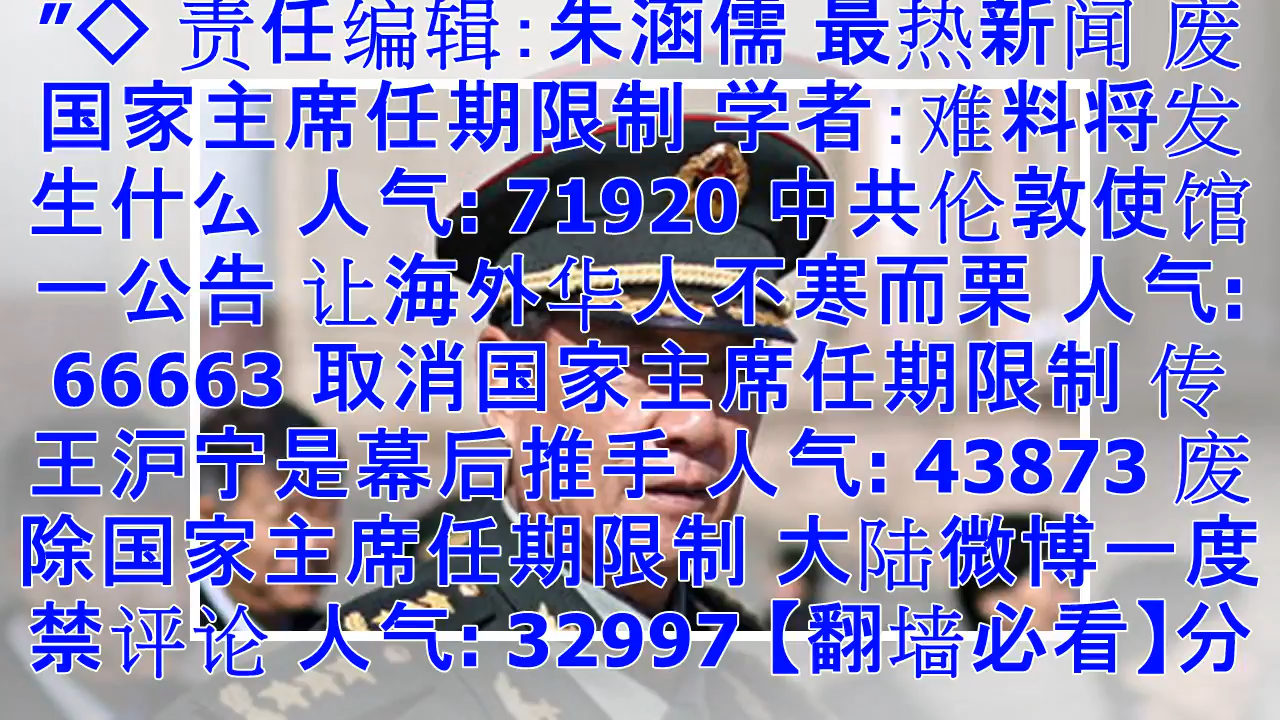 "◇ 责任编辑:朱涵儒 最热新闻 废
国家主席任期限制 学者:难料将发
生什么 人气: 71920 中共伦敦使馆
一公告 让海外华人不寒而栗 人气:
66663 取消国家主席任期限制 传
王沪宁是幕后推手 人气: 43873 废
除国家主席任期限制 大陆微博一度
禁评论 人气: 32997【翻墙必看】分